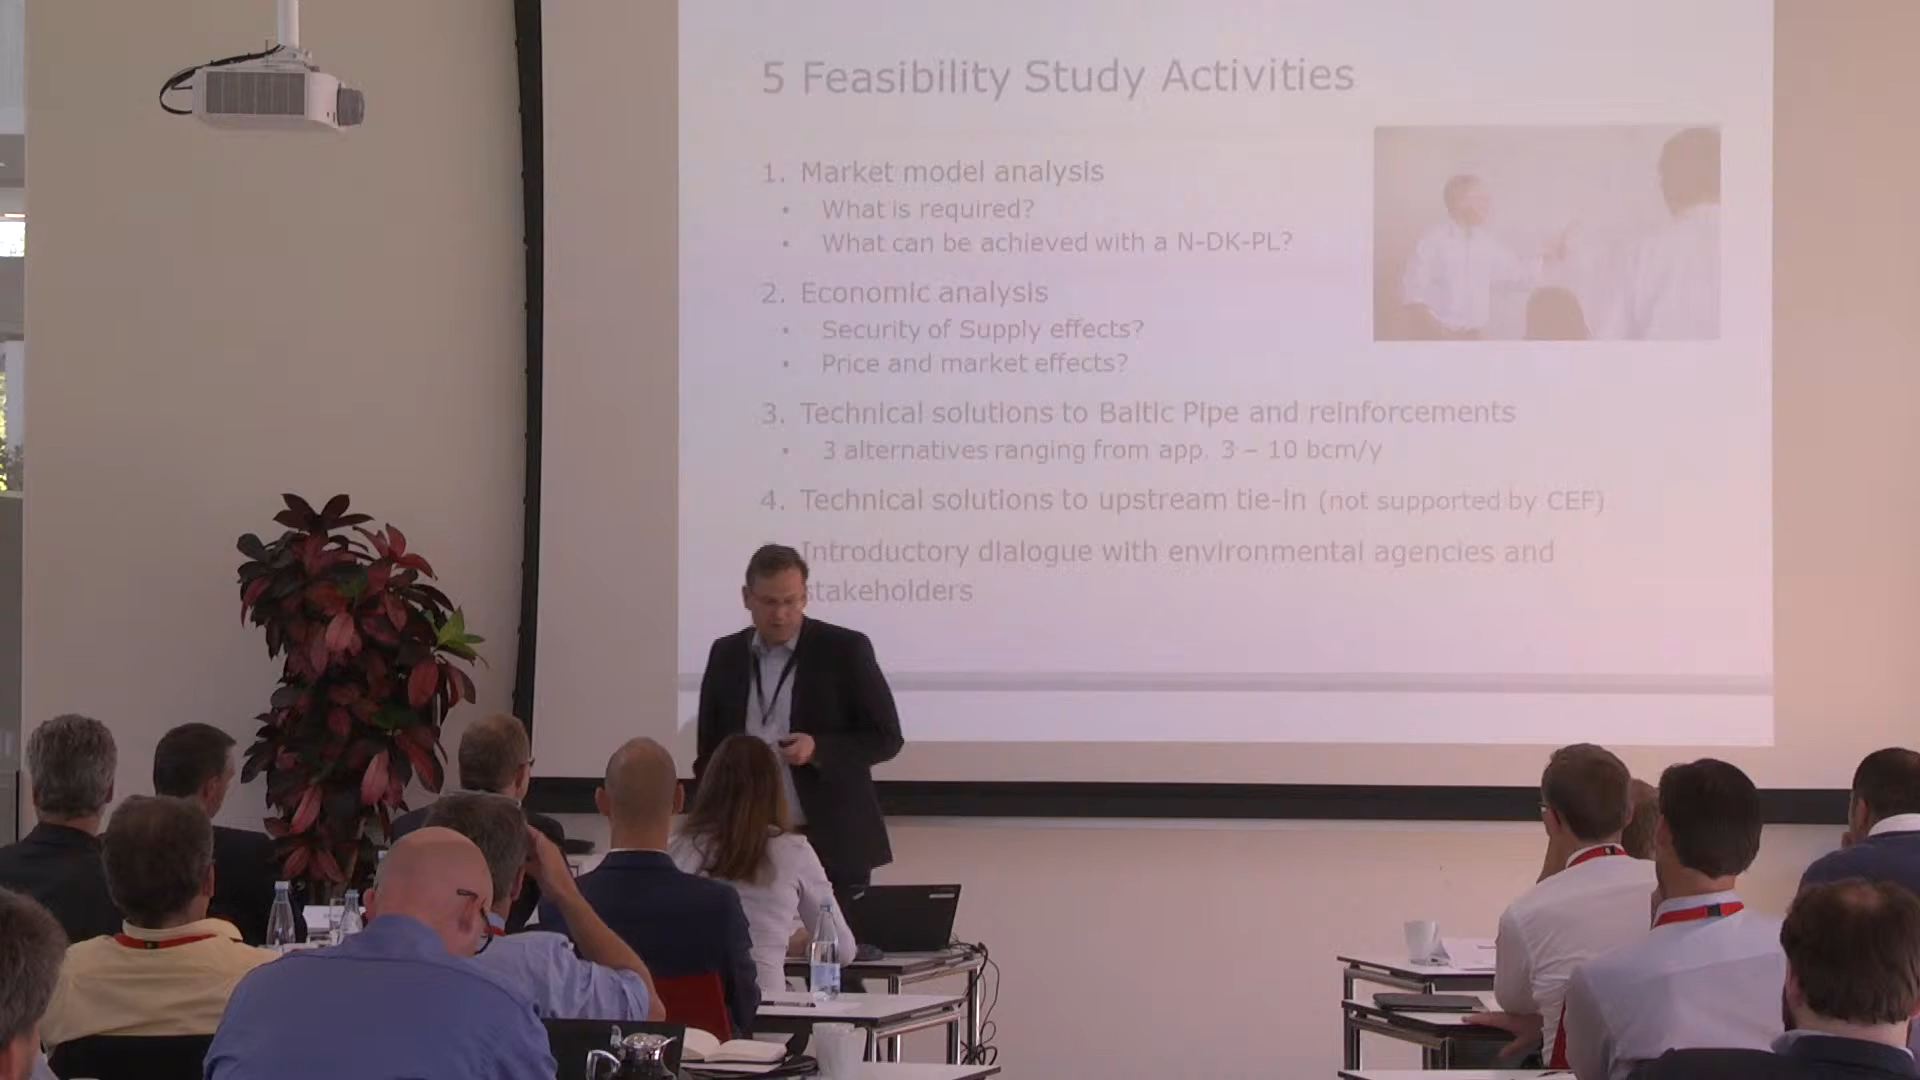 5 Feasibility Study Activities
1. Market model analysis
• What is required?
• What can be achieved with a N-DK-PL?
2. Economic analysis
• Security of Supply effects?
• Price and market effects?
3. Technical solutions to Baltic Pipe and reinforcements
• 3 alternatives ranging from app. 3 – 10 bcm/y
4. Technical solutions to upstream tie-in (not supported by CEF)
Introductory dialogue with environmental agencies and
stakeholders